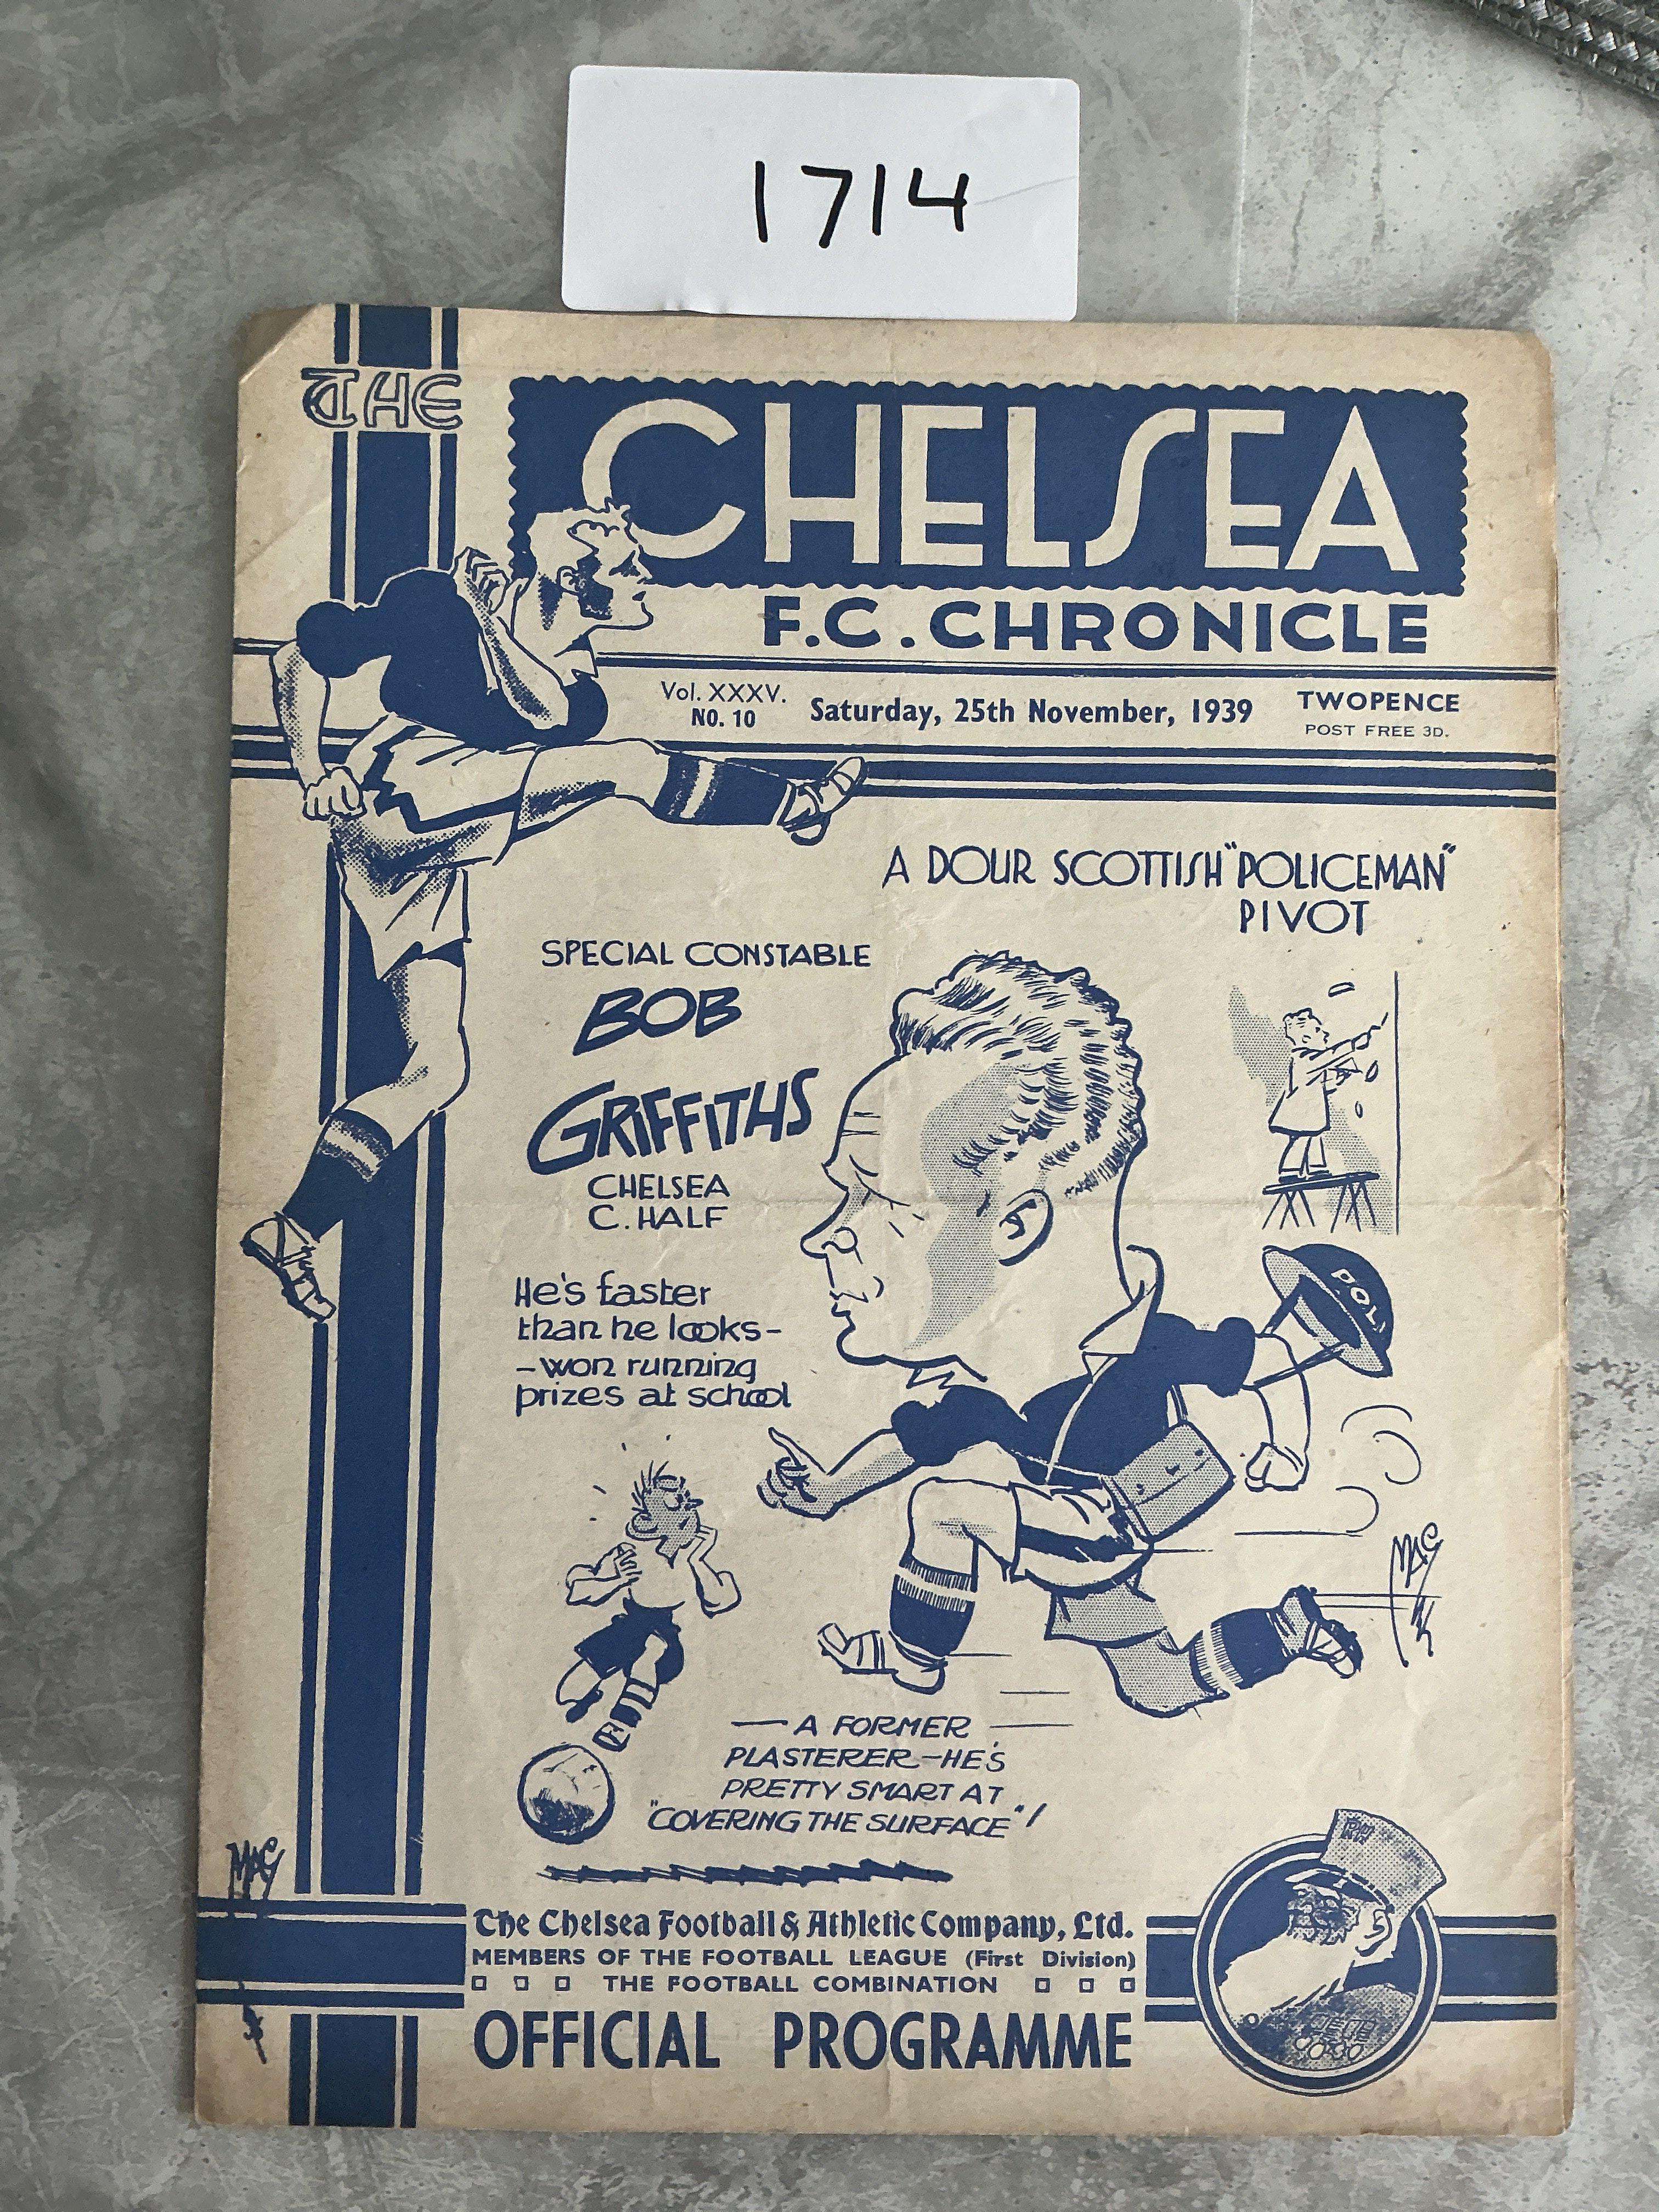 1714
THE
CHELSEA
F.C. CHRONICLE
Vol. XXXV.
NO. 10
Saturday, 25th November, 1939
TWOPENCE
POST FREE 3D.
A DOUR SCOTTISH "POLICEMAN"
PIVOT
SPECIAL CONSTABLE
BOB
GRIFFITHS
CHELSEA
C. HALF
He's faster
than he looks-
-won running
prizes at school
POL
MAC
— A FORMER —
PLASTERER-HE'S
PRETTY SMART AT
"COVERING THE SURFACE"!
MAC
The Chelsea Football & Athletic Company, Ltd.
MEMBERS OF THE FOOTBALL LEAGUE (First Division)
THE FOOTBALL COMBINATION
OFFICIAL PROGRAMME